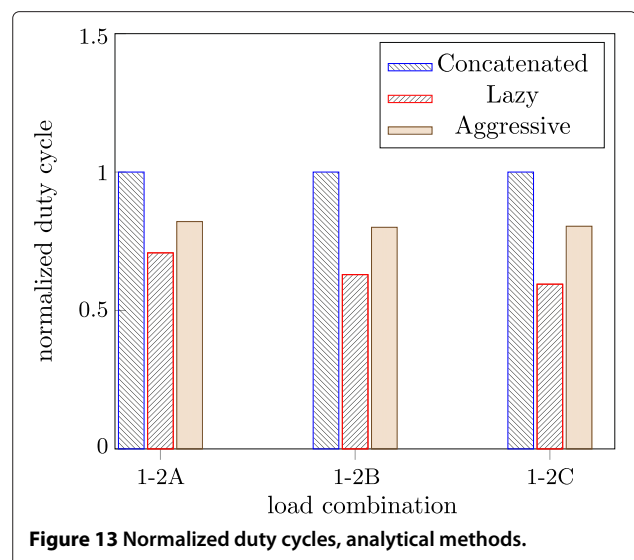 1.5
1
0.5
0
normalized duty cycle
Concatenated
Lazy
Aggressive
1-2A 1-2B 1-2C
load combination
Figure 13 Normalized duty cycles, analytical methods.